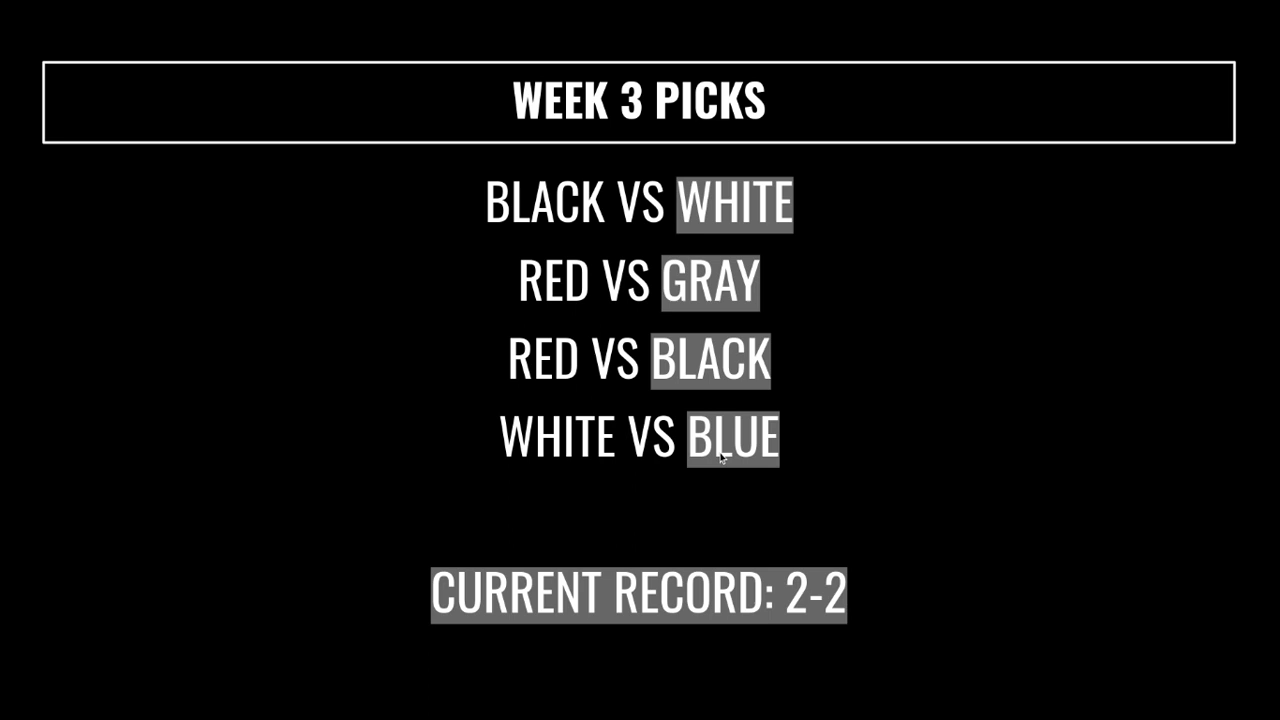 WEEK 3 PICKS
BLACK VS WHITE
RED VS GRAY
RED VS BLACK
WHITE VS BLUE
CURRENT RECORD: 2-2